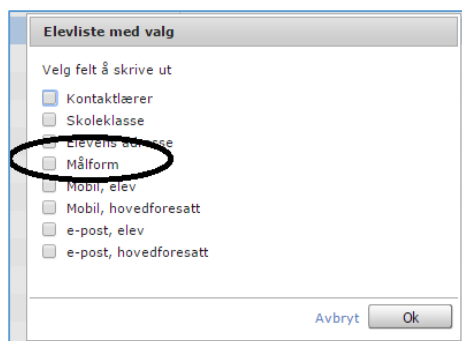 Elevliste med valg
Velg felt å skrive ut
Kontaktlærer
Skoleklasse
Elevens adresse
Målform
Mobil, elev
Mobil, hovedforesatt
e-post, elev
e-post, hovedforesatt
Avbryt Ok